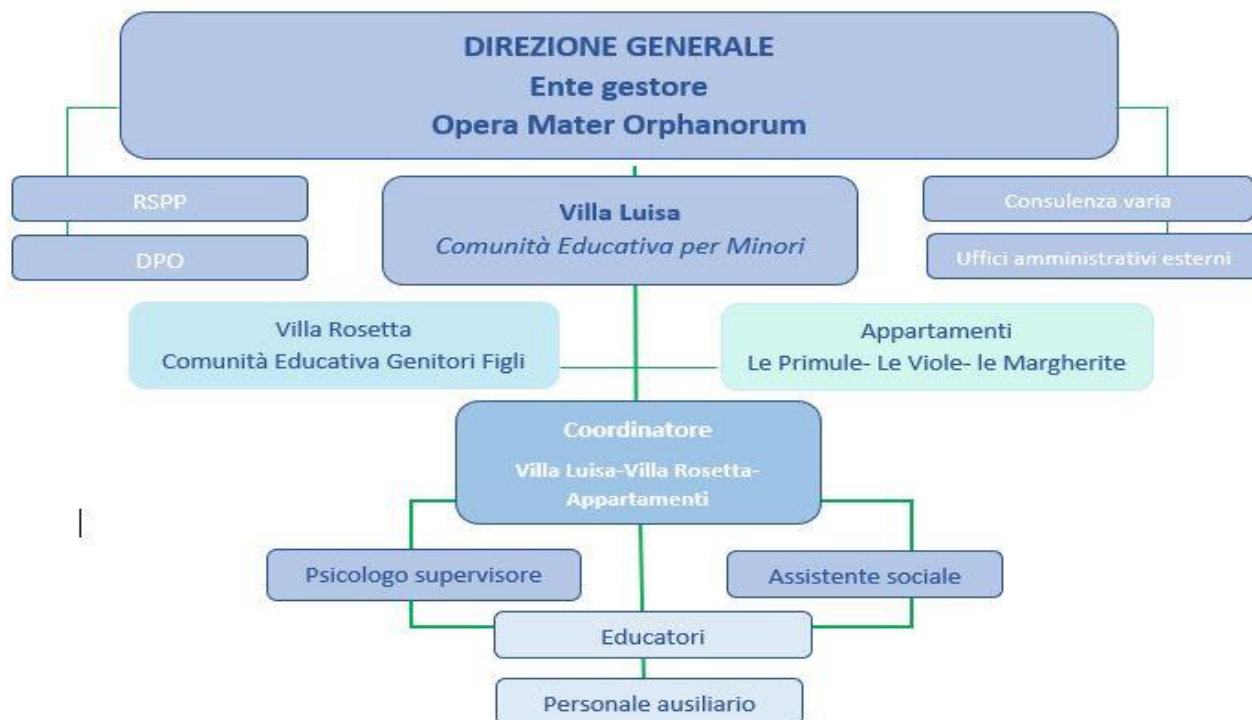 DIREZIONE GENERALE
Ente gestore
Opera Mater Orphanorum
RSPP
DPO
Villa Luisa
Comunità Educativa per Minori
Consulenza varia
Uffici amministrativi esterni
Villa Rosetta
Comunità Educativa Genitori Figli
Appartamenti
Le Primule- Le Viole- le Margherite
Coordinatore
Villa Luisa-Villa Rosetta-
Appartamenti
Psicologo supervisore
Assistente sociale
Educatori
Personale ausiliario